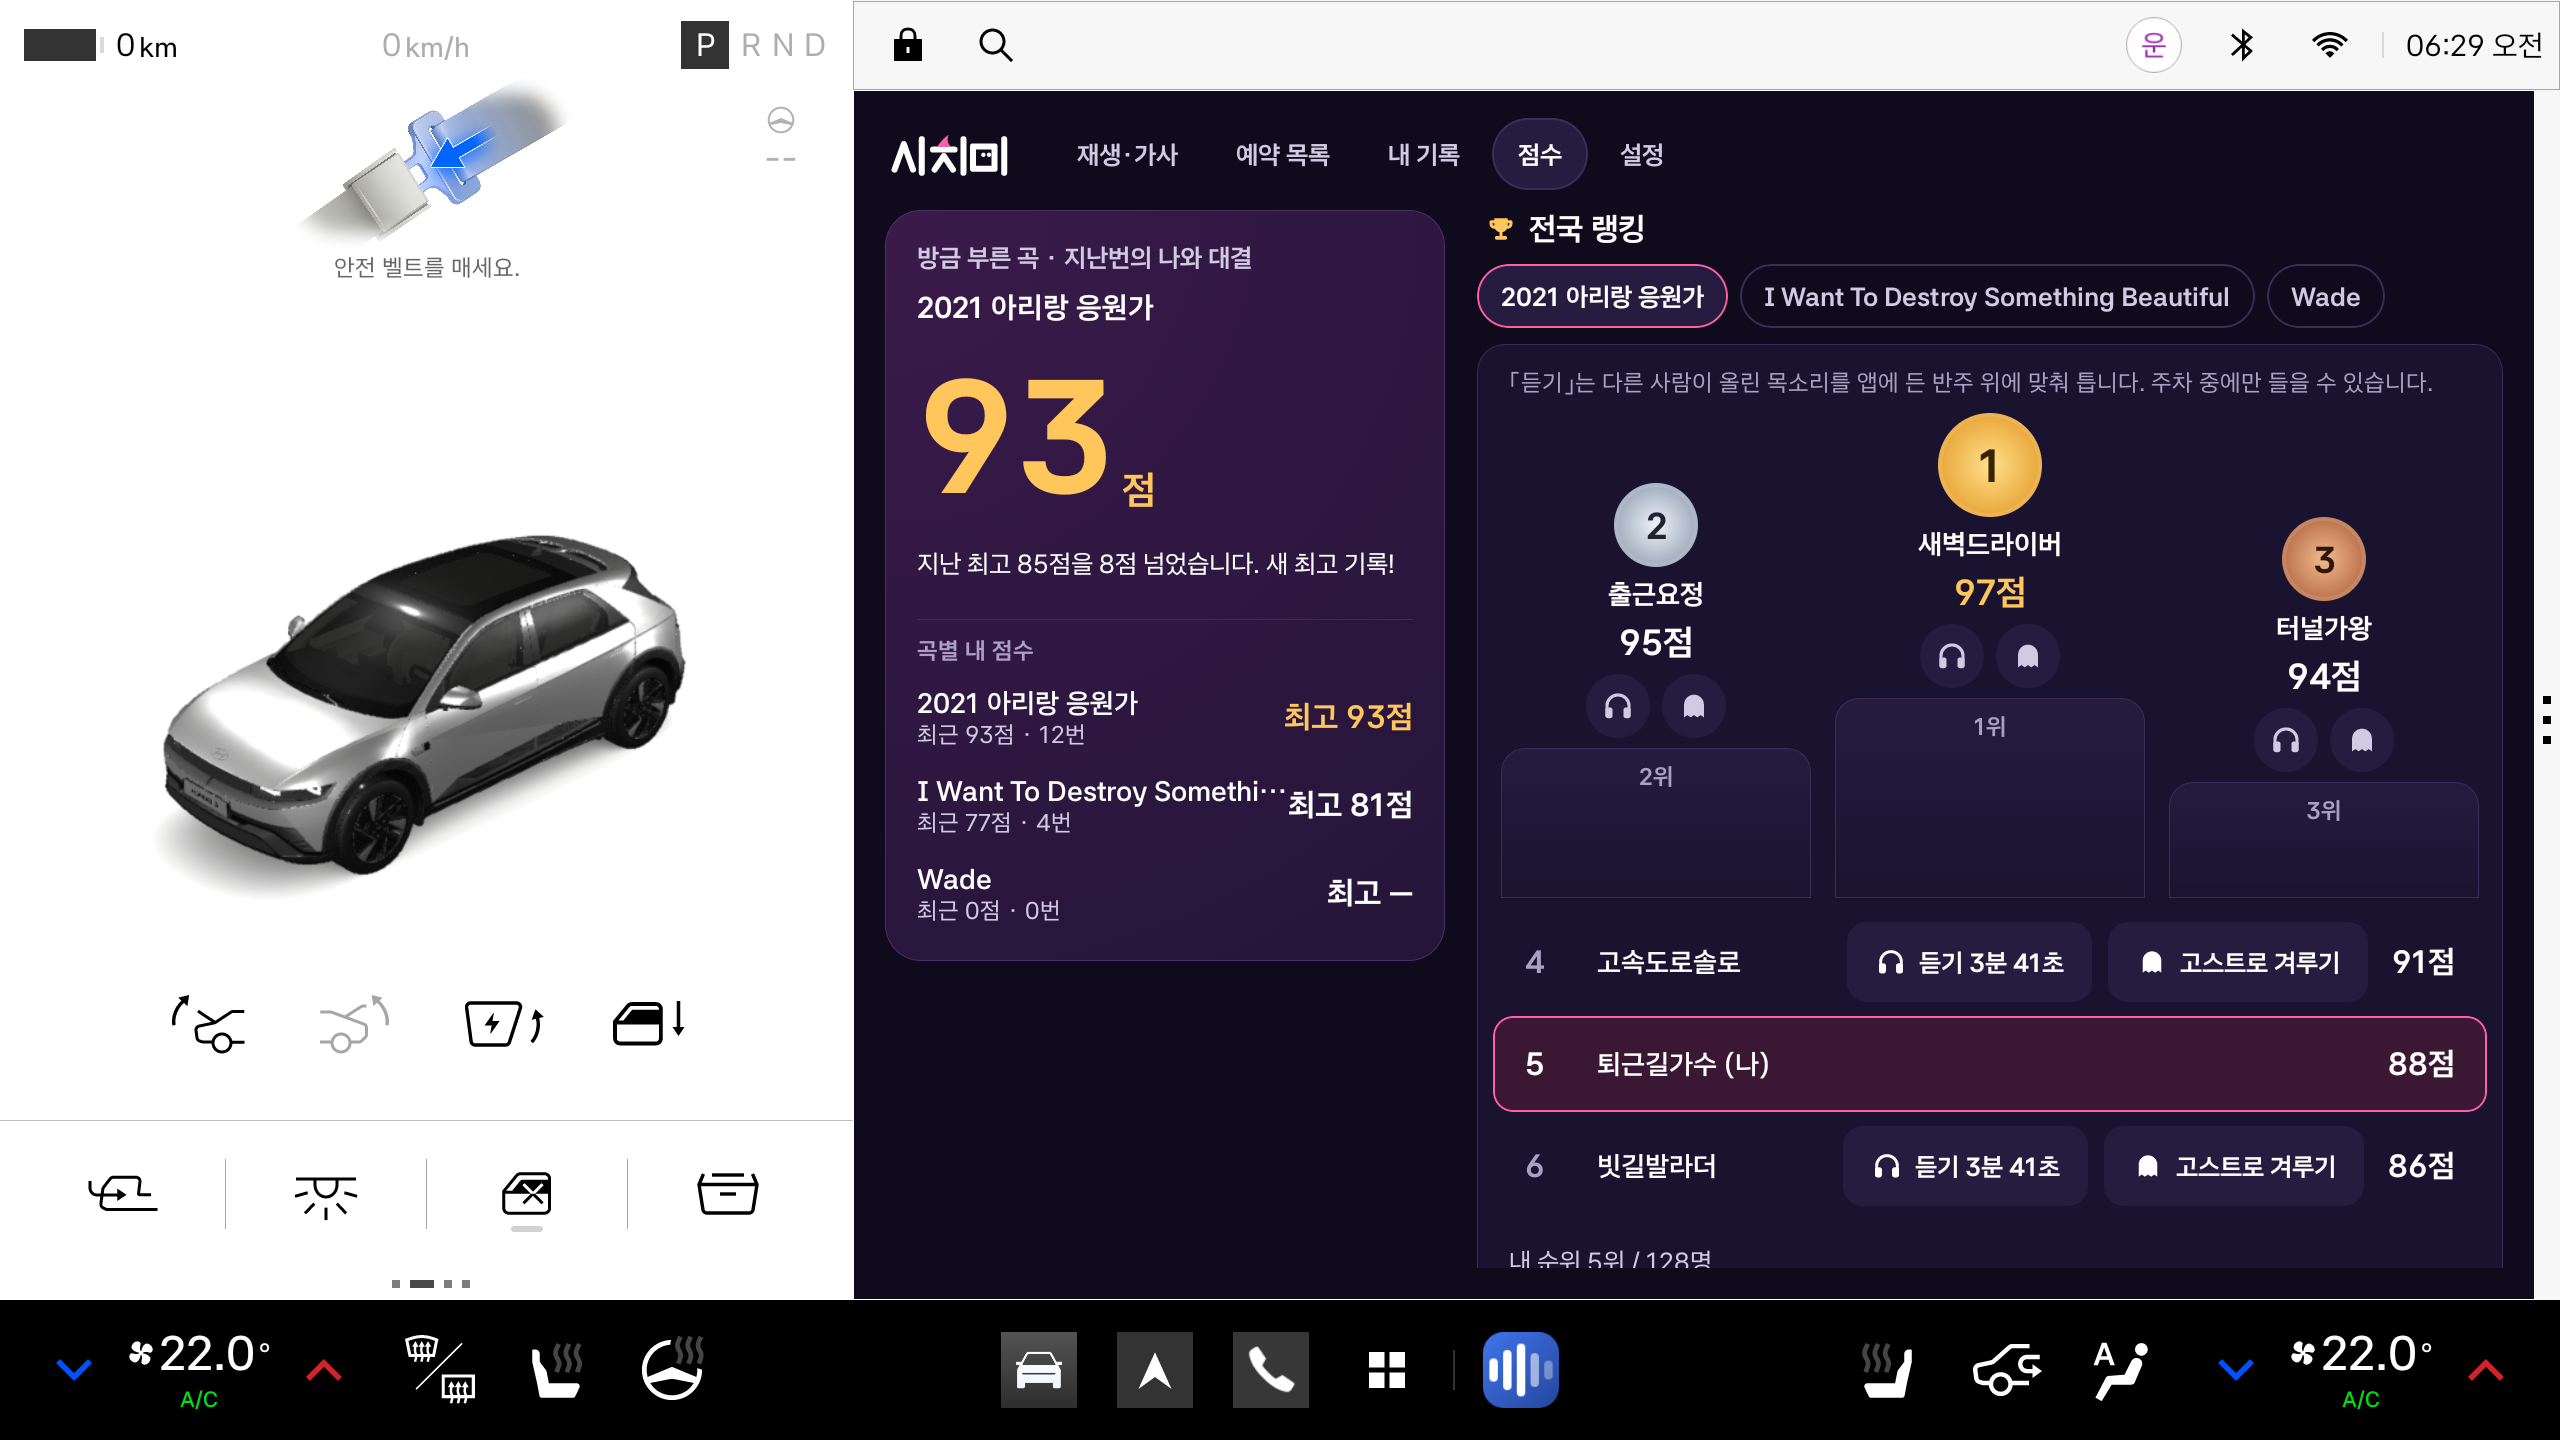 0 km
0 km/h
P R N D
안전 벨트를 매세요.
운
06:29 오전
시치미
재생·가사
예약 목록
내 기록
점수
설정
방금 부른 곡 · 지난번의 나와 대결
2021 아리랑 응원가
93 점
지난 최고 85점을 8점 넘었습니다. 새 최고 기록!
곡별 내 점수
2021 아리랑 응원가
최근 93점 · 12번
최고 93점
I Want To Destroy Somethi…
최근 77점 · 4번
최고 81점
Wade
최근 0점 · 0번
최고 —
전국 랭킹
2021 아리랑 응원가
I Want To Destroy Something Beautiful
Wade
「듣기」는 다른 사람이 올린 목소리를 앱에 든 반주 위에 맞춰 틉니다. 주차 중에만 들을 수 있습니다.
1
새벽드라이버
97점
1위
2
출근요정
95점
2위
3
터널가왕
94점
3위
4 고속도로솔로 듣기 3분 41초 고스트로 겨루기 91점
5 퇴근길가수 (나) 88점
6 빗길발라더 듣기 3분 41초 고스트로 겨루기 86점
내 순위 5위 / 128명
22.0°
A/C
A
22.0°
A/C